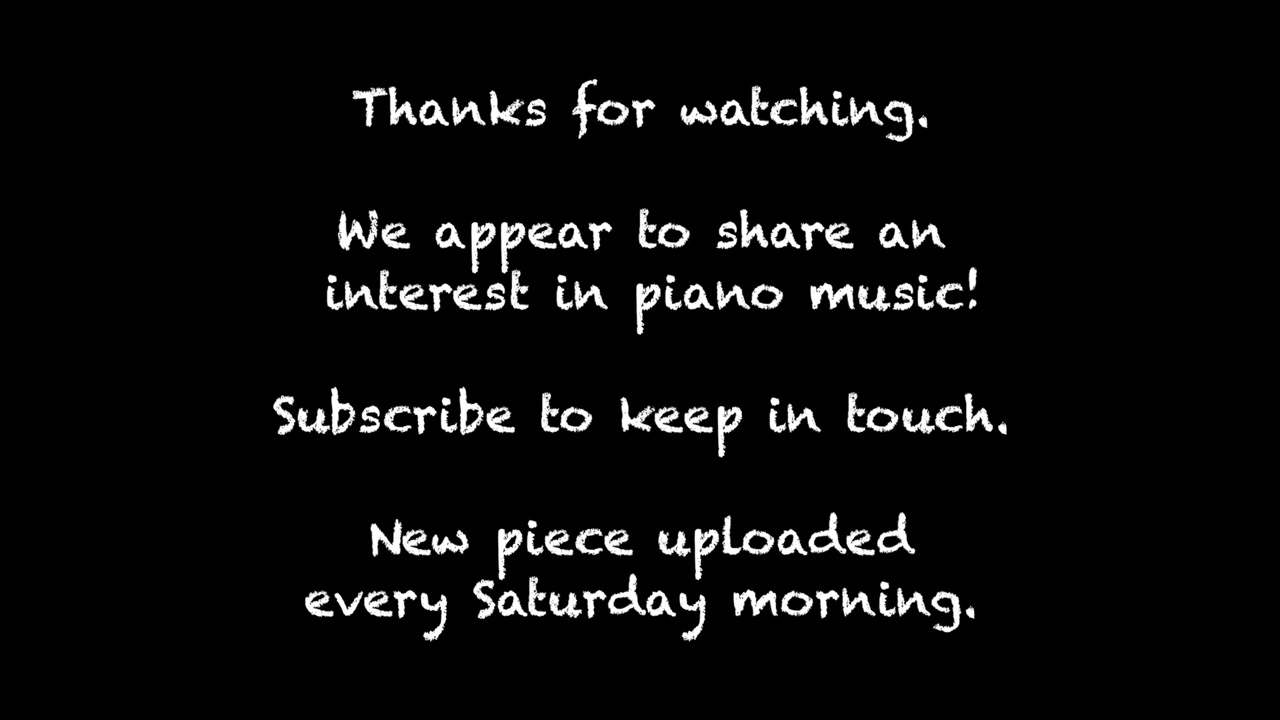 Thanks for watching.
We appear to share an
interest in piano music!
Subscribe to keep in touch.
New piece uploaded
every Saturday morning.